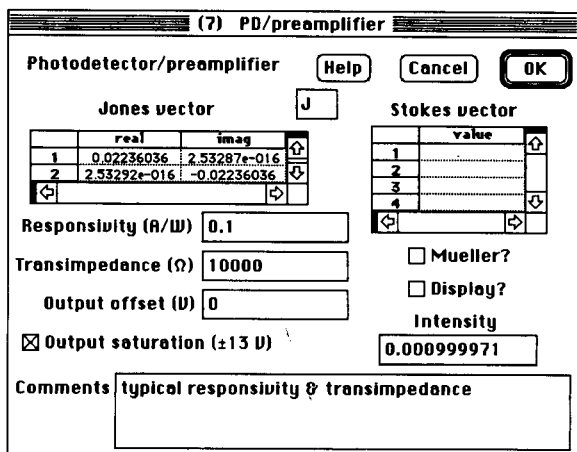 (7) PD/preamplifier
Photodetector/preamplifier Help Cancel OK
Jones vector J Stokes vector
real imag
1 0.02236036 2.53287e-016
2 2.53292e-016 -0.02236036
value
1
2
3
4
Responsivity (A/W) 0.1
Transimpedance (Ω) 10000
Output offset (V) 0
Output saturation (±13 V)
Mueller?
Display?
Intensity
0.000999971
Comments typical responsivity & transimpedance